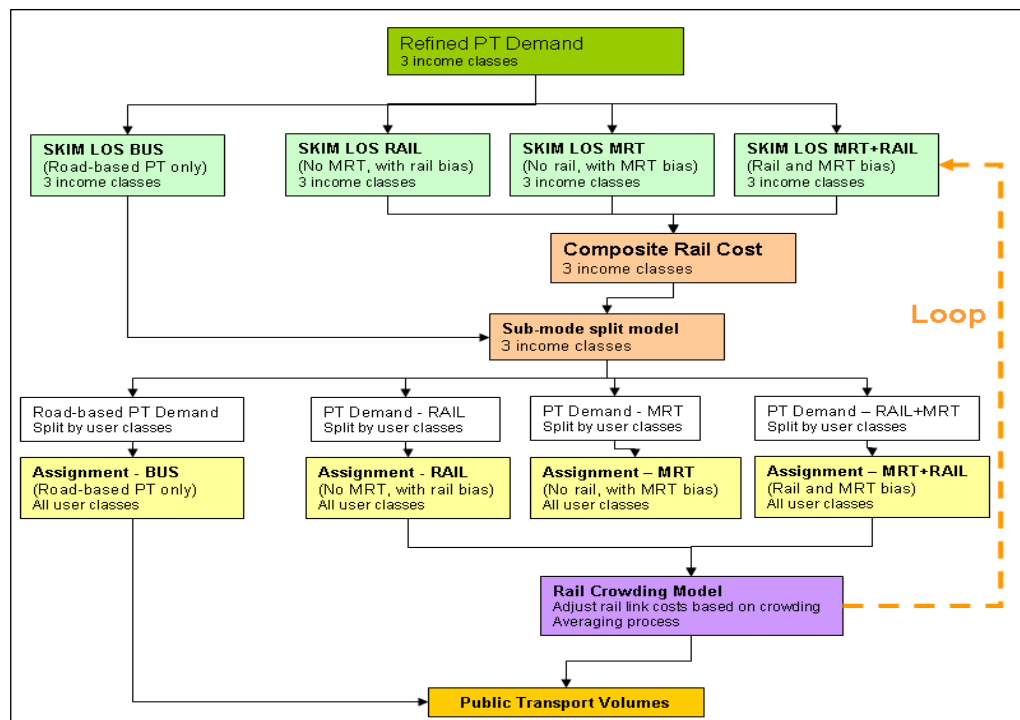 Refined PT Demand
3 income classes
SKIM LOS BUS
(Road-based PT only)
3 income classes
SKIM LOS RAIL
(No MRT, with rail bias)
3 income classes
SKIM LOS MRT
(No rail, with MRT bias)
3 income classes
SKIM LOS MRT+RAIL
(Rail and MRT bias)
3 income classes
Composite Rail Cost
3 income classes
Loop
Sub-mode split model
3 income classes
Road-based PT Demand
Split by user classes
PT Demand - RAIL
Split by user classes
PT Demand - MRT
Split by user classes
PT Demand – RAIL+MRT
Split by user classes
Assignment - BUS
(Road-based PT only)
All user classes
Assignment - RAIL
(No MRT, with rail bias)
All user classes
Assignment – MRT
(No rail, with MRT bias)
All user classes
Assignment – MRT+RAIL
(Rail and MRT bias)
All user classes
Rail Crowding Model
Adjust rail link costs based on crowding
Averaging process
Public Transport Volumes